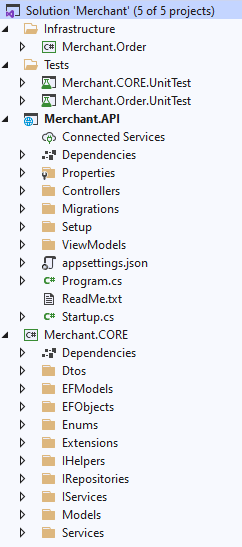 Solution 'Merchant' (5 of 5 projects)
Infrastructure
Merchant.Order
Tests
Merchant.CORE.UnitTest
Merchant.Order.UnitTest
Merchant.API
Connected Services
Dependencies
Properties
Controllers
Migrations
Setup
ViewModels
appsettings.json
C# Program.cs
ReadMe.txt
C# Startup.cs
C# Merchant.CORE
Dependencies
Dtos
EFModels
EFObjects
Enums
Extensions
IHelpers
IRepositories
IServices
Models
Services